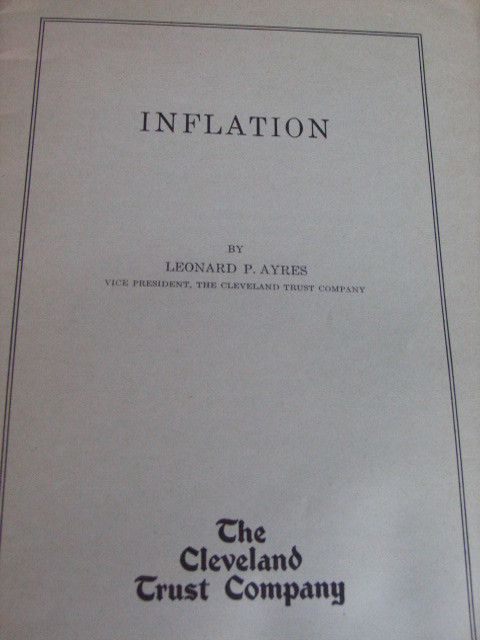 INFLATION
BY
LEONARD P. AYRES
VICE PRESIDENT, THE CLEVELAND TRUST COMPANY
The
Cleveland
Trust Company